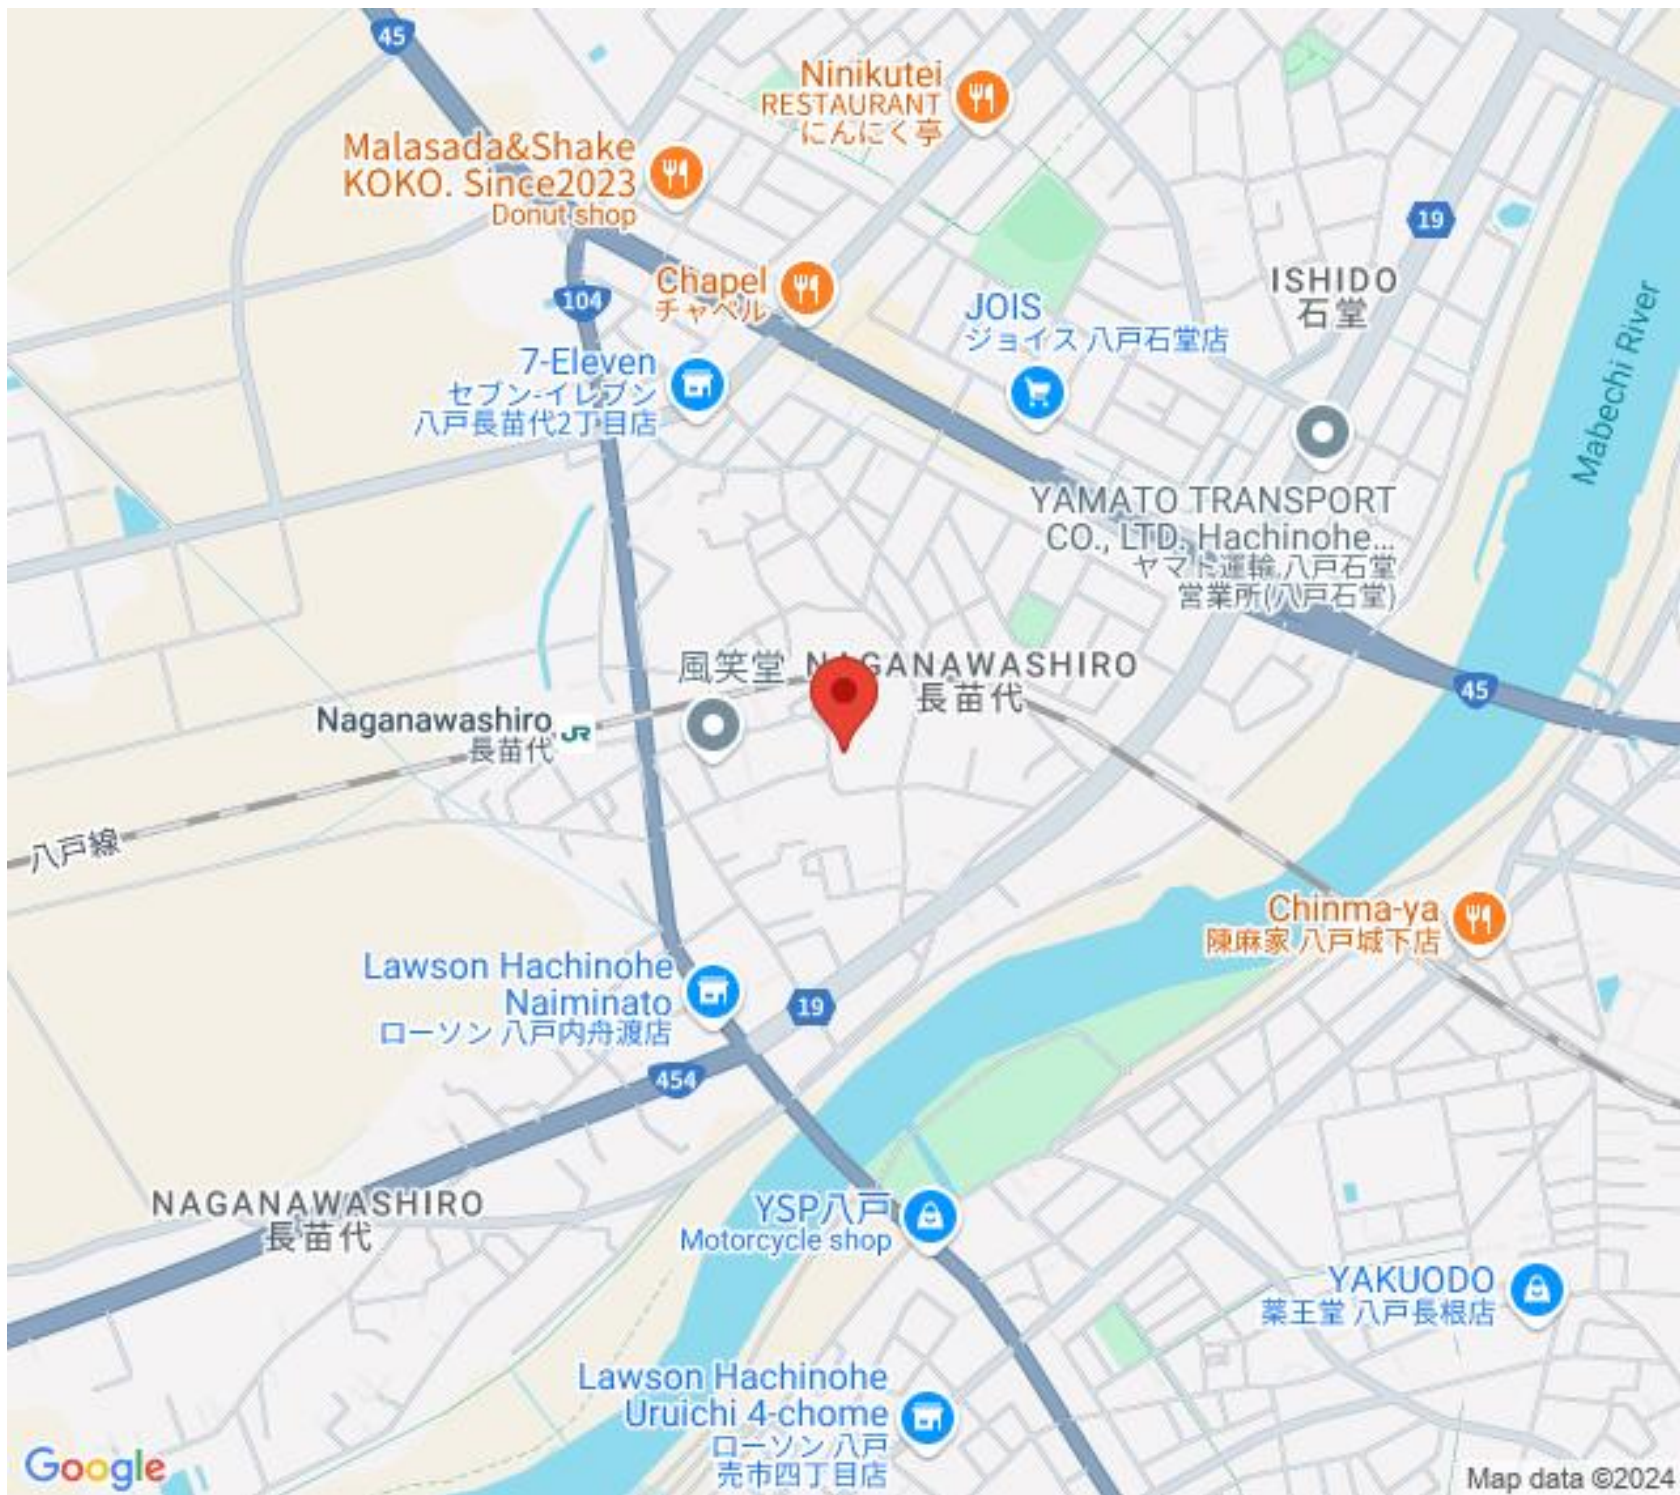 45
Ninikutei
RESTAURANT
にんにく亭
Malasada&Shake
KOKO. Since2023
Donut shop
19
Chapel
チャペル
104
JOIS
ジョイス 八戸石堂店
ISHIDO
石堂
Mabechi River
7-Eleven
セブン-イレブン
八戸長苗代2丁目店
YAMATO TRANSPORT
CO., LTD. Hachinohe...
ヤマト運輸 八戸石堂
営業所(八戸石堂)
風笑堂
NAGANAWASHIRO
長苗代
45
Naganawashiro
長苗代
JR
八戸線
Chinma-ya
陳麻家 八戸城下店
Lawson Hachinohe
Naiminato
ローソン 八戸内舟渡店
19
454
NAGANAWASHIRO
長苗代
YSP八戸
Motorcycle shop
YAKUODO
薬王堂 八戸長根店
Lawson Hachinohe
Uruichi 4-chome
ローソン 八戸
売市四丁目店
Google
Map data ©2024